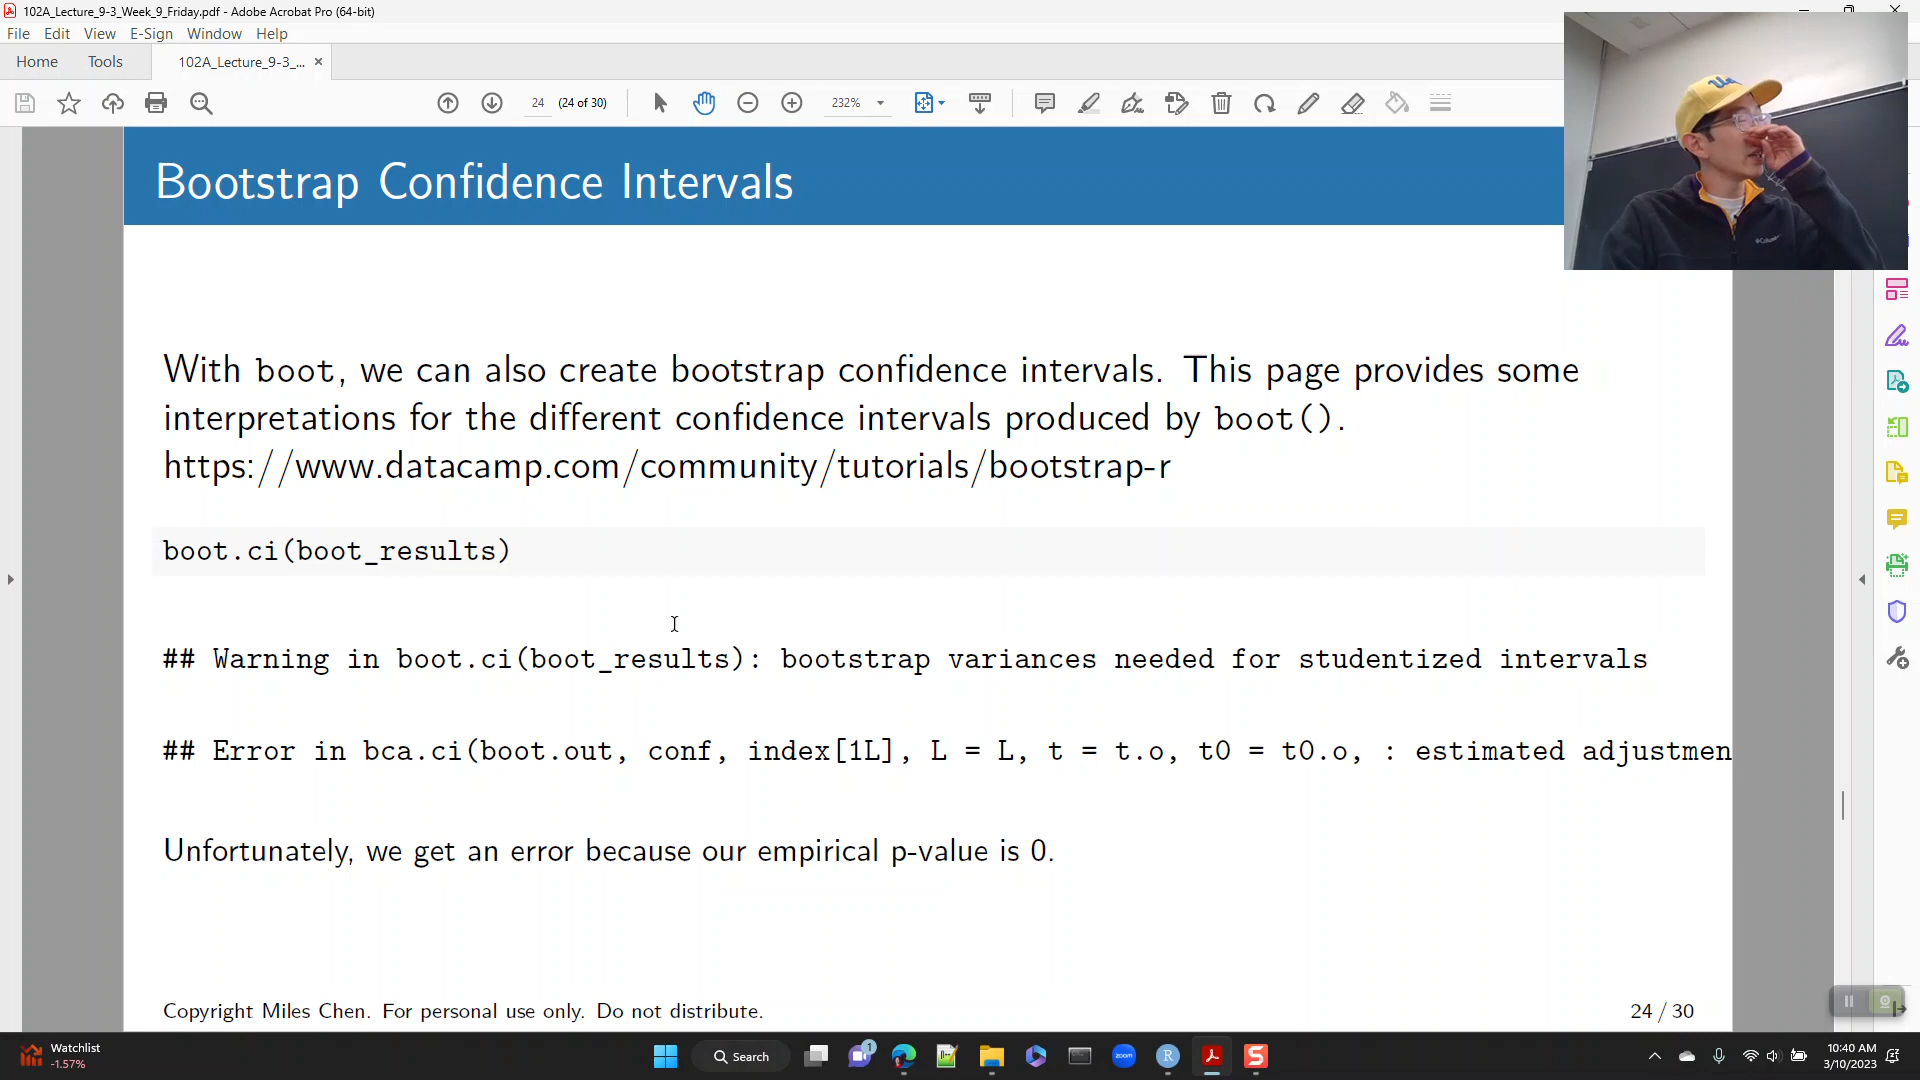 102A_Lecture_9-3_Week_9_Friday.pdf - Adobe Acrobat Pro (64-bit)
File Edit View E-Sign Window Help
Home Tools 102A_Lecture_9-3_...
24 (24 of 30) 232%
Bootstrap Confidence Intervals
With boot, we can also create bootstrap confidence intervals. This page provides some
interpretations for the different confidence intervals produced by boot().
https://www.datacamp.com/community/tutorials/bootstrap-r
boot.ci(boot_results)
## Warning in boot.ci(boot_results): bootstrap variances needed for studentized intervals
## Error in bca.ci(boot.out, conf, index[1L], L = L, t = t.o, t0 = t0.o, : estimated adjustmen
Unfortunately, we get an error because our empirical p-value is 0.
Copyright Miles Chen. For personal use only. Do not distribute.
24 / 30
Watchlist
-1.57%
Search
1
zoom
R
S
10:40 AM
3/10/2023